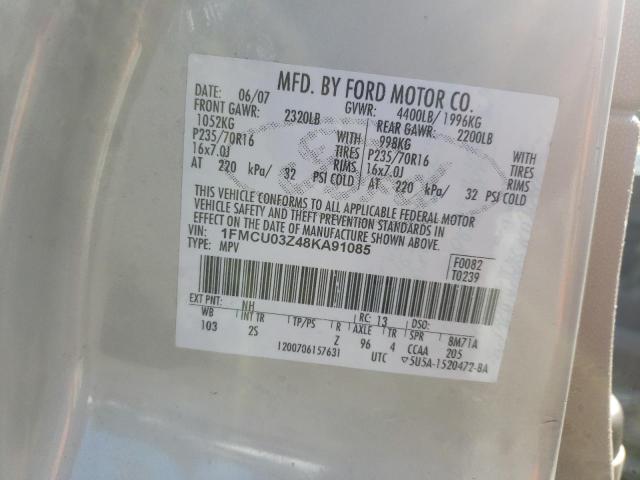 MFD. BY FORD MOTOR CO.
DATE: 06/07 GVWR: 4400LB/ 1996KG
FRONT GAWR: 2320LB REAR GAWR: 2200LB
1052KG WITH 998KG WITH
P235/70R16 TIRES P235/70R16 TIRES
16x7.0J RIMS 16x7.0J RIMS
AT 220 kPa/ 32 PSI COLD AT 220 kPa/ 32 PSI COLD
THIS VEHICLE CONFORMS TO ALL APPLICABLE FEDERAL MOTOR
VEHICLE SAFETY AND THEFT PREVENTION STANDARDS IN
EFFECT ON THE DATE OF MANUFACTURE SHOWN ABOVE.
VIN: 1FMCU03Z48KA91085
TYPE: MPV
F0082
T0239
EXT PNT: NH RC: 13 DSO:
WB INT TR TP/PS R AXLE TR SPR BM71A
103 2S Z 96 4 CCAA 205
1200706157631 UTC 5U5A-1520472-BA